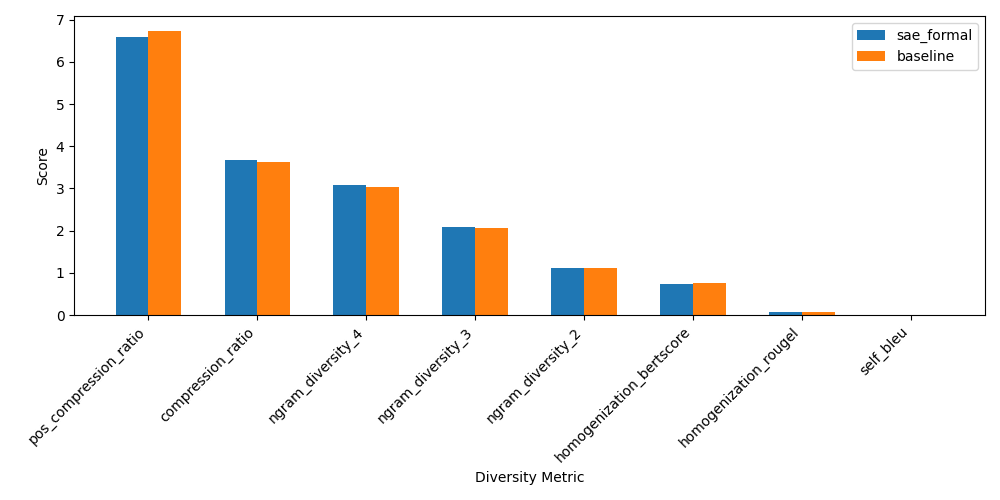 7
6
5
4
3
2
1
0
Score
sae_formal
baseline
pos_compression_ratio
compression_ratio
ngram_diversity_4
ngram_diversity_3
ngram_diversity_2
homogenization_bertscore
homogenization_rougel
self_bleu
Diversity Metric